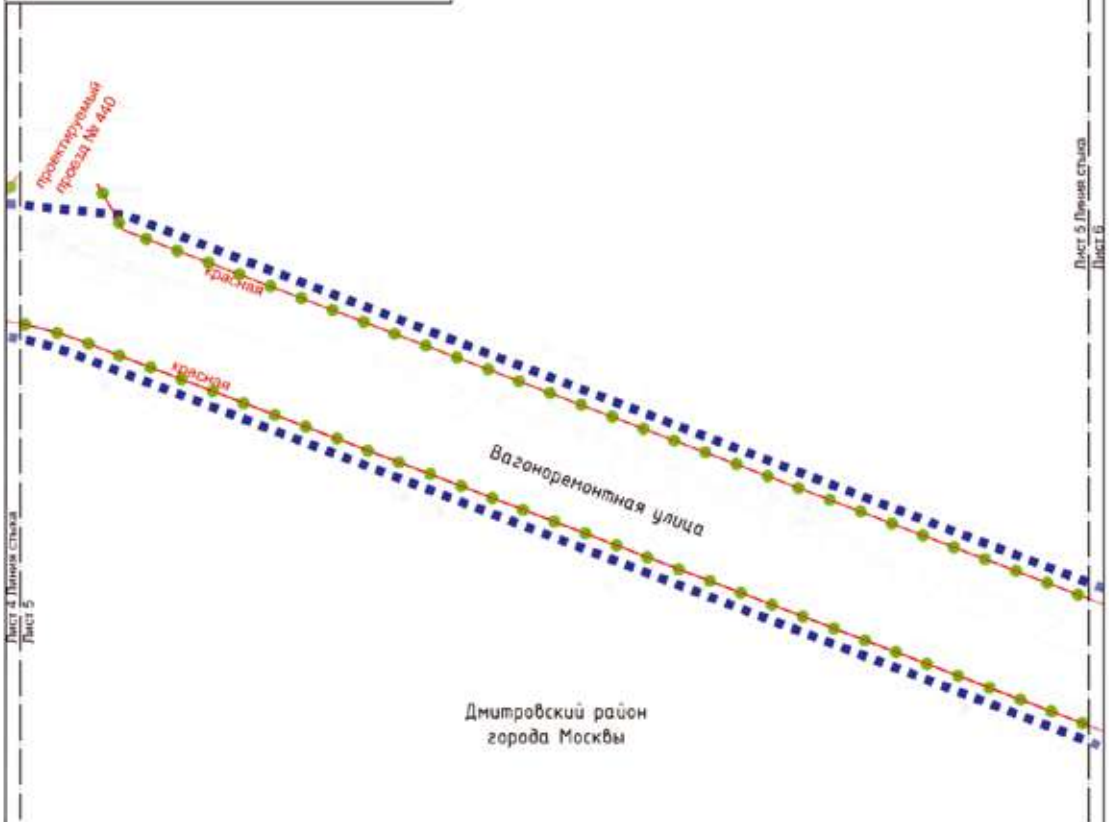 проектируемый
проезд № 440
красная
красная
Вагоноремонтная улица
Дмитровский район
города Москвы
Лист 4 Линия стыка
Лист 5
Лист 5 Линия стыка
Лист 6